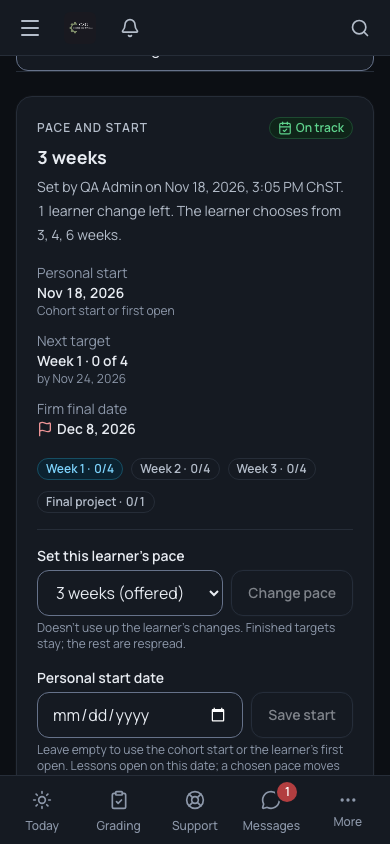 PACE AND START
On track
3 weeks
Set by QA Admin on Nov 18, 2026, 3:05 PM ChST.
1 learner change left. The learner chooses from
3, 4, 6 weeks.
Personal start
Nov 18, 2026
Cohort start or first open
Next target
Week 1 · 0 of 4
by Nov 24, 2026
Firm final date
Dec 8, 2026
Week 1 · 0/4
Week 2 · 0/4
Week 3 · 0/4
Final project · 0/1
Set this learner's pace
3 weeks (offered)
Change pace
Doesn't use up the learner's changes. Finished targets
stay; the rest are respread.
Personal start date
mm/dd/yyyy
Save start
Leave empty to use the cohort start or the learner's first
open. Lessons open on this date; a chosen pace moves
1
Today
Grading
Support
Messages
More